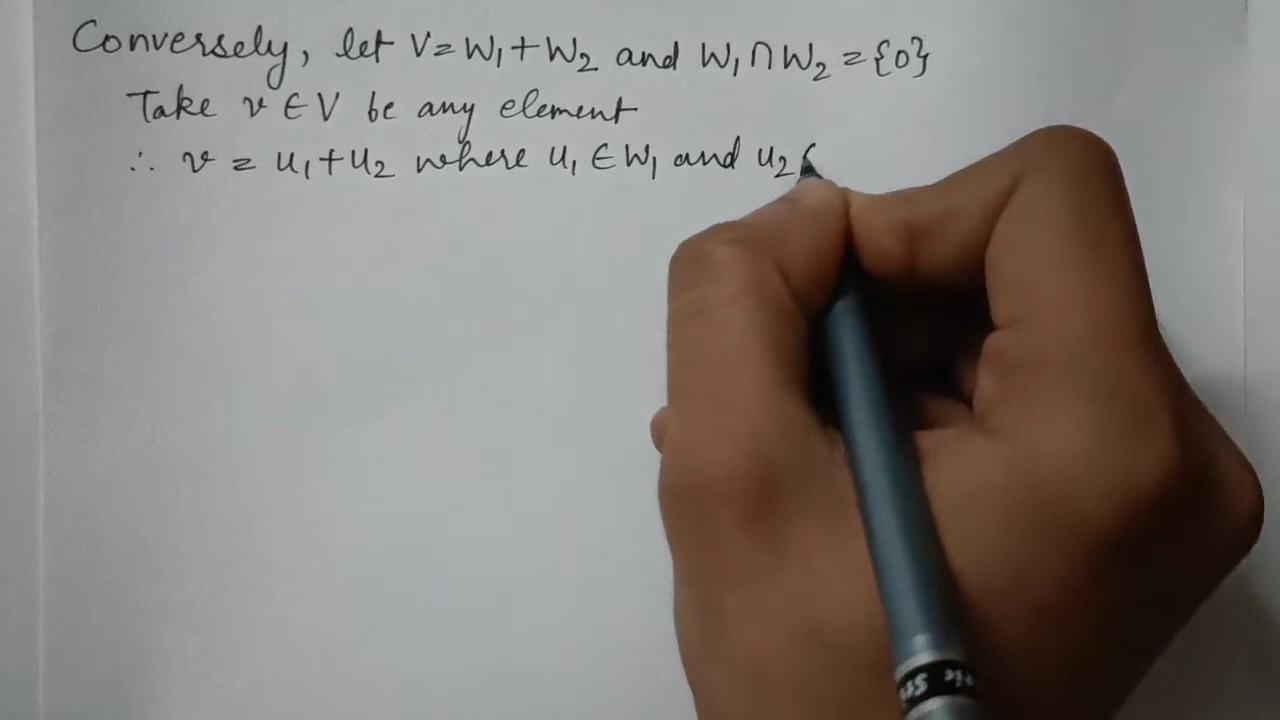 Conversely, let V = W₁ + W₂ and W₁ ∩ W₂ = {0}
Take v ∈ V be any element
∴ v = u₁ + u₂ where u₁ ∈ W₁ and u₂